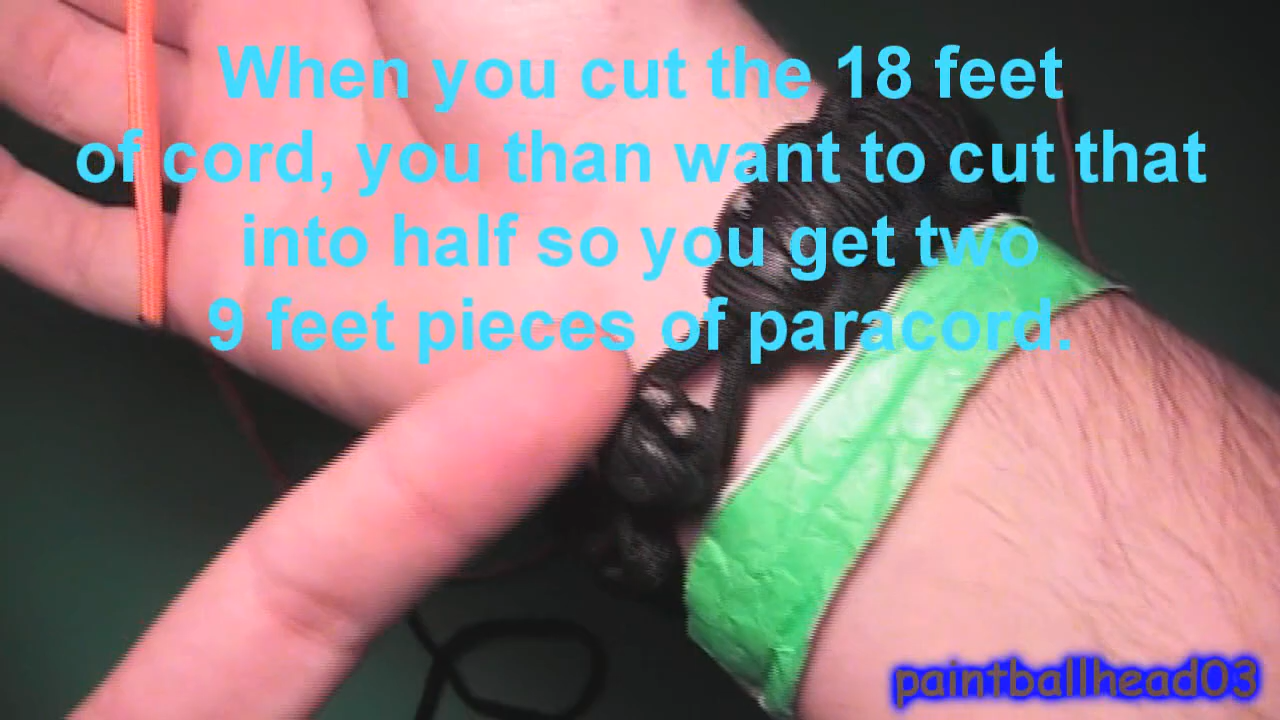 When you cut the 18 feet
of cord, you than want to cut that
into half so you get two
9 feet pieces of paracord.
paintballhead03